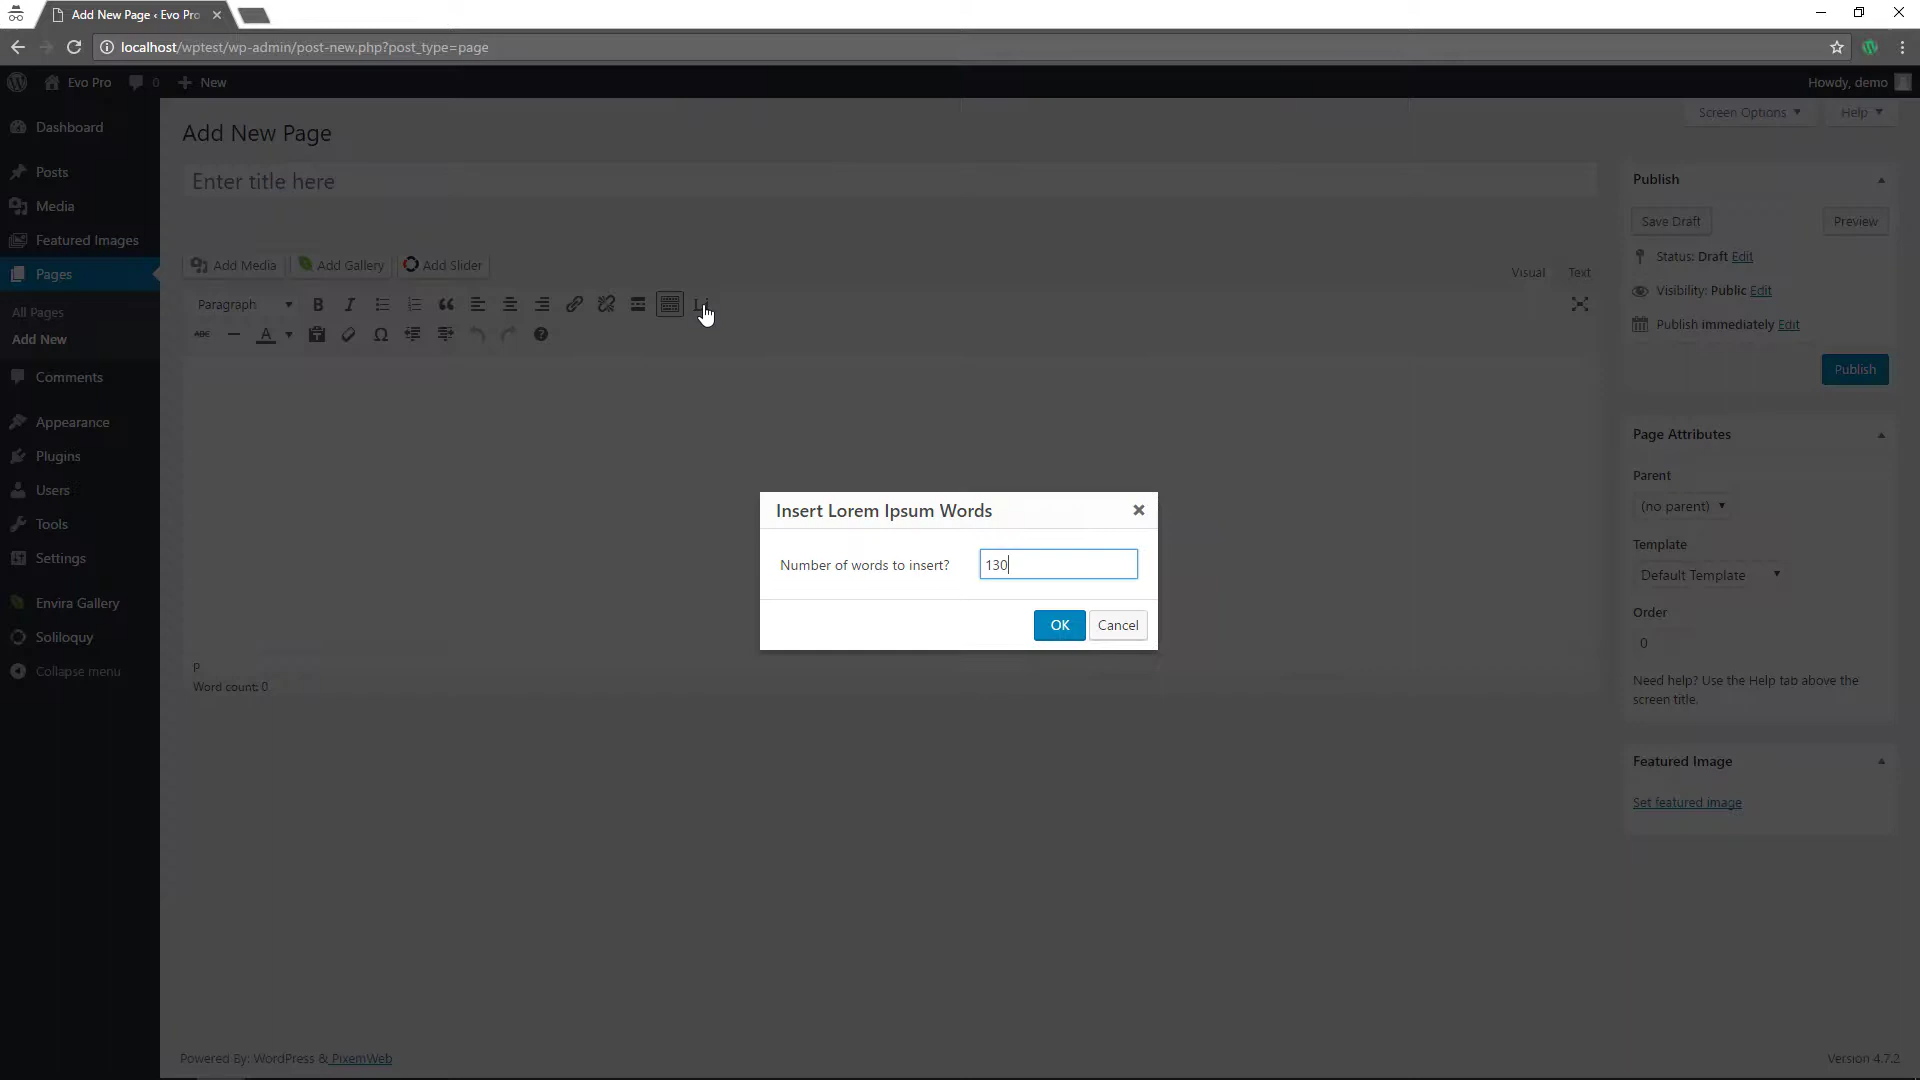 Add New Page ‹ Evo Pro
localhost/wptest/wp-admin/post-new.php?post_type=page
Evo Pro 0 New Howdy, demo
Dashboard
Posts
Media
Featured Images
Pages
All Pages
Add New
Comments
Appearance
Plugins
Users
Tools
Settings
Envira Gallery
Soliloquy
Collapse menu
Screen Options Help
Add New Page
Enter title here
Add Media Add Gallery Add Slider
Visual Text
Paragraph B I
ABC A Ω
p
Word count: 0
Insert Lorem Ipsum Words
Number of words to insert? 130
OK Cancel
Publish
Save Draft Preview
Status: Draft Edit
Visibility: Public Edit
Publish immediately Edit
Publish
Page Attributes
Parent
(no parent)
Template
Default Template
Order
0
Need help? Use the Help tab above the
screen title.
Featured Image
Set featured image
Powered By: WordPress & PixemWeb
Version 4.7.2